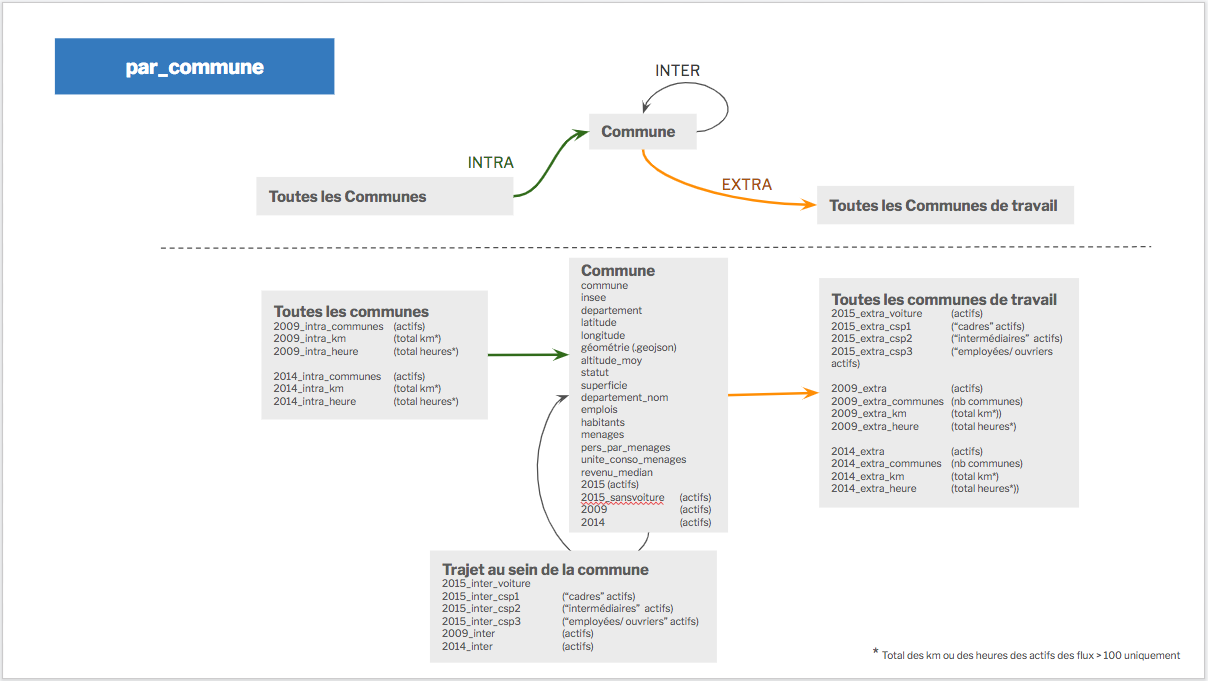 par_commune
INTER
Commune
INTRA
Toutes les Communes
EXTRA
Toutes les Communes de travail
Toutes les communes
2009_intra_communes (actifs)
2009_intra_km (total km*)
2009_intra_heure (total heures*)
2014_intra_communes (actifs)
2014_intra_km (total km*)
2014_intra_heure (total heures*)
Commune
commune
insee
departement
latitude
longitude
géométrie (.geojson)
altitude_moy
statut
superficie
departement_nom
emplois
habitants
menages
pers_par_menages
unite_conso_menages
revenu_median
2015 (actifs)
2015_sansvoiture (actifs)
2009 (actifs)
2014 (actifs)
Toutes les communes de travail
2015_extra_voiture (actifs)
2015_extra_csp1 (“cadres” actifs)
2015_extra_csp2 (“intermédiaires” actifs)
2015_extra_csp3 (“employées/ ouvriers
actifs)
2009_extra (actifs)
2009_extra_communes (nb communes)
2009_extra_km (total km*))
2009_extra_heure (total heures*)
2014_extra (actifs)
2014_extra_communes (nb communes)
2014_extra_km (total km*)
2014_extra_heure (total heures*))
Trajet au sein de la commune
2015_inter_voiture
2015_inter_csp1 (“cadres” actifs)
2015_inter_csp2 (“intermédiaires” actifs)
2015_inter_csp3 (“employées/ ouvriers” actifs)
2009_inter (actifs)
2014_inter (actifs)
* Total des km ou des heures des actifs des flux > 100 uniquement